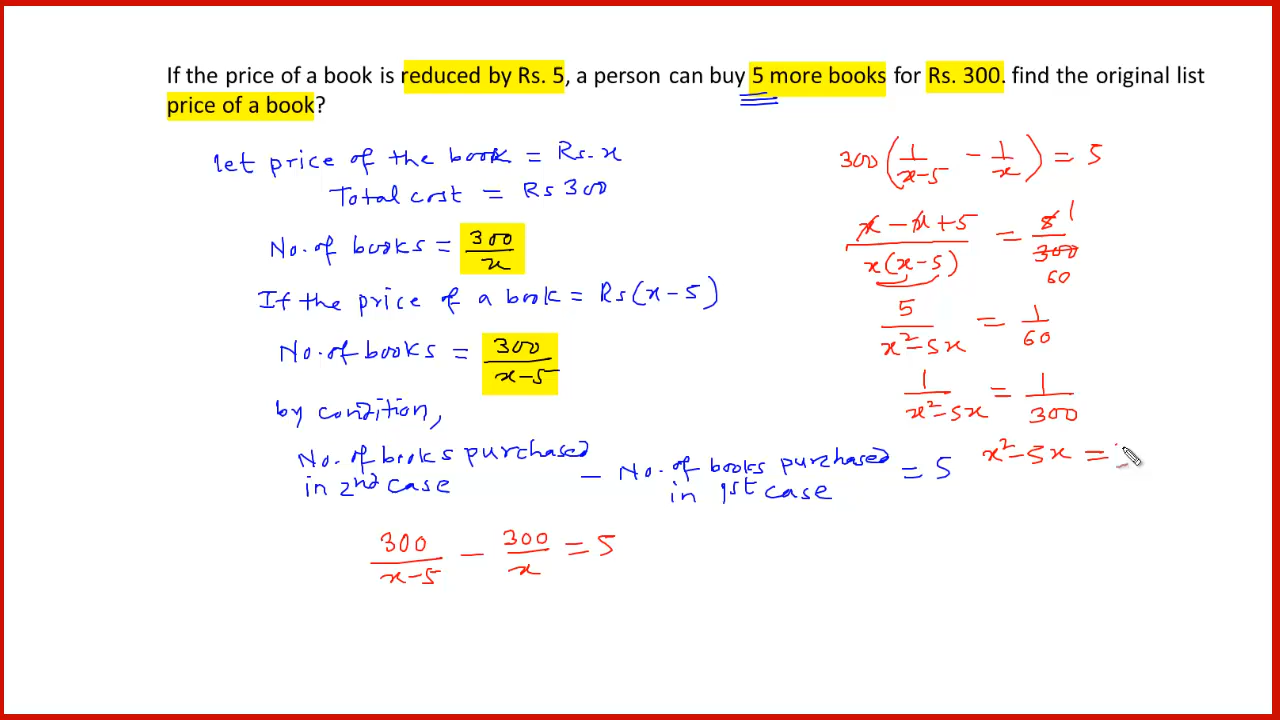 If the price of a book is reduced by Rs. 5, a person can buy 5 more books for Rs. 300. find the original list
price of a book?
let price of the book = Rs. x
Total cost = Rs 300
No. of books = 300/x
If the price of a book = Rs (x-5)
No. of books = 300/(x-5)
by condition,
No. of books purchased in 2nd case - No. of books purchased in 1st case = 5
300/(x-5) - 300/x = 5
300(1/(x-5) - 1/x) = 5
(x - x + 5)/(x(x-5)) = 5/300 1/60
5/(x²-5x) = 1/60
1/(x²-5x) = 1/300
x²-5x =